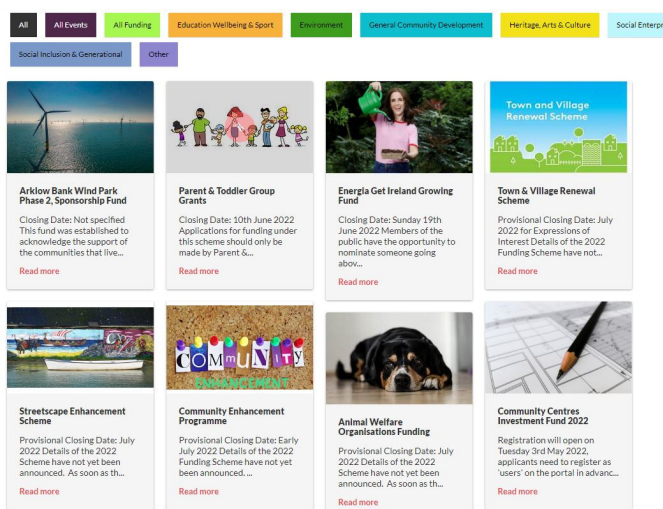 All
All Events
All Funding
Education Wellbeing & Sport
Environment
General Community Development
Heritage, Arts & Culture
Social Enterpr
Social Inclusion & Generational
Other
Arklow Bank Wind Park
Phase 2, Sponsorship Fund
Closing Date: Not specified
This fund was established to
acknowledge the support of
the communities that live...
Read more
Parent & Toddler Group
Grants
Closing Date: 10th June 2022
Applications for funding under
this scheme should only be
made by Parent &...
Read more
Energia Get Ireland Growing
Fund
Closing Date: Sunday 19th
June 2022 Members of the
public have the opportunity to
nominate someone going
abov...
Read more
Town and Village
Renewal Scheme
Town & Village Renewal
Scheme
Provisional Closing Date: July
2022 for Expressions of
Interest Details of the 2022
Funding Scheme have not...
Read more
Streetscape Enhancement
Scheme
Provisional Closing Date: July
2022 Details of the 2022
Scheme have not yet been
announced. As soon as th...
Read more
COMmUNITY
ENHANCEMENT
Community Enhancement
Programme
Provisional Closing Date: Early
July 2022 Details of the 2022
Funding Scheme have not yet
been announced. ...
Read more
Animal Welfare
Organisations Funding
Provisional Closing Date: July
2022 Details of the 2022
Scheme have not yet been
announced. As soon as th...
Read more
Community Centres
Investment Fund 2022
Registration will open on
Tuesday 3rd May 2022,
applicants need to register as
'users' on the portal in advanc...
Read more